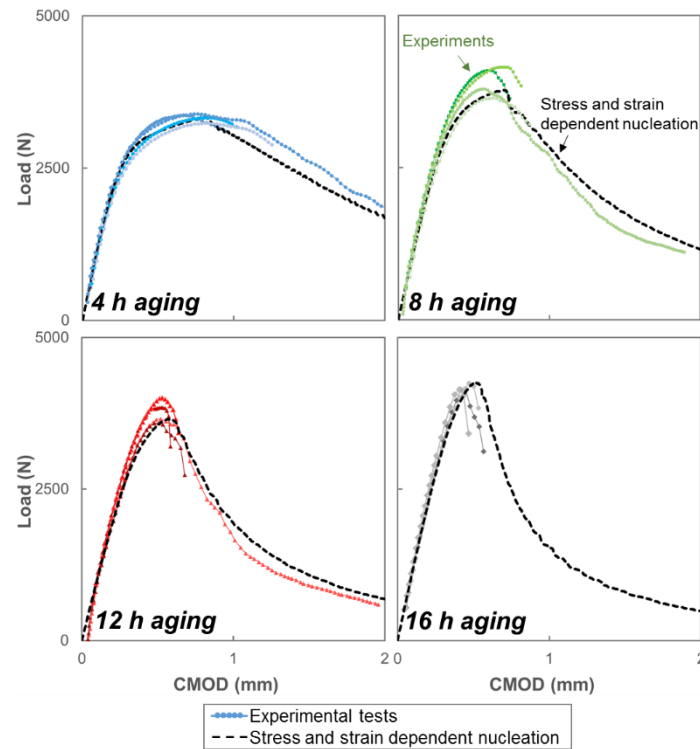 5000
2500
0
Load (N)
4 h aging
Experiments
Stress and strain
dependent nucleation
8 h aging
5000
2500
0
Load (N)
12 h aging
0
1
2
CMOD (mm)
16 h aging
0
1
2
CMOD (mm)
Experimental tests
Stress and strain dependent nucleation